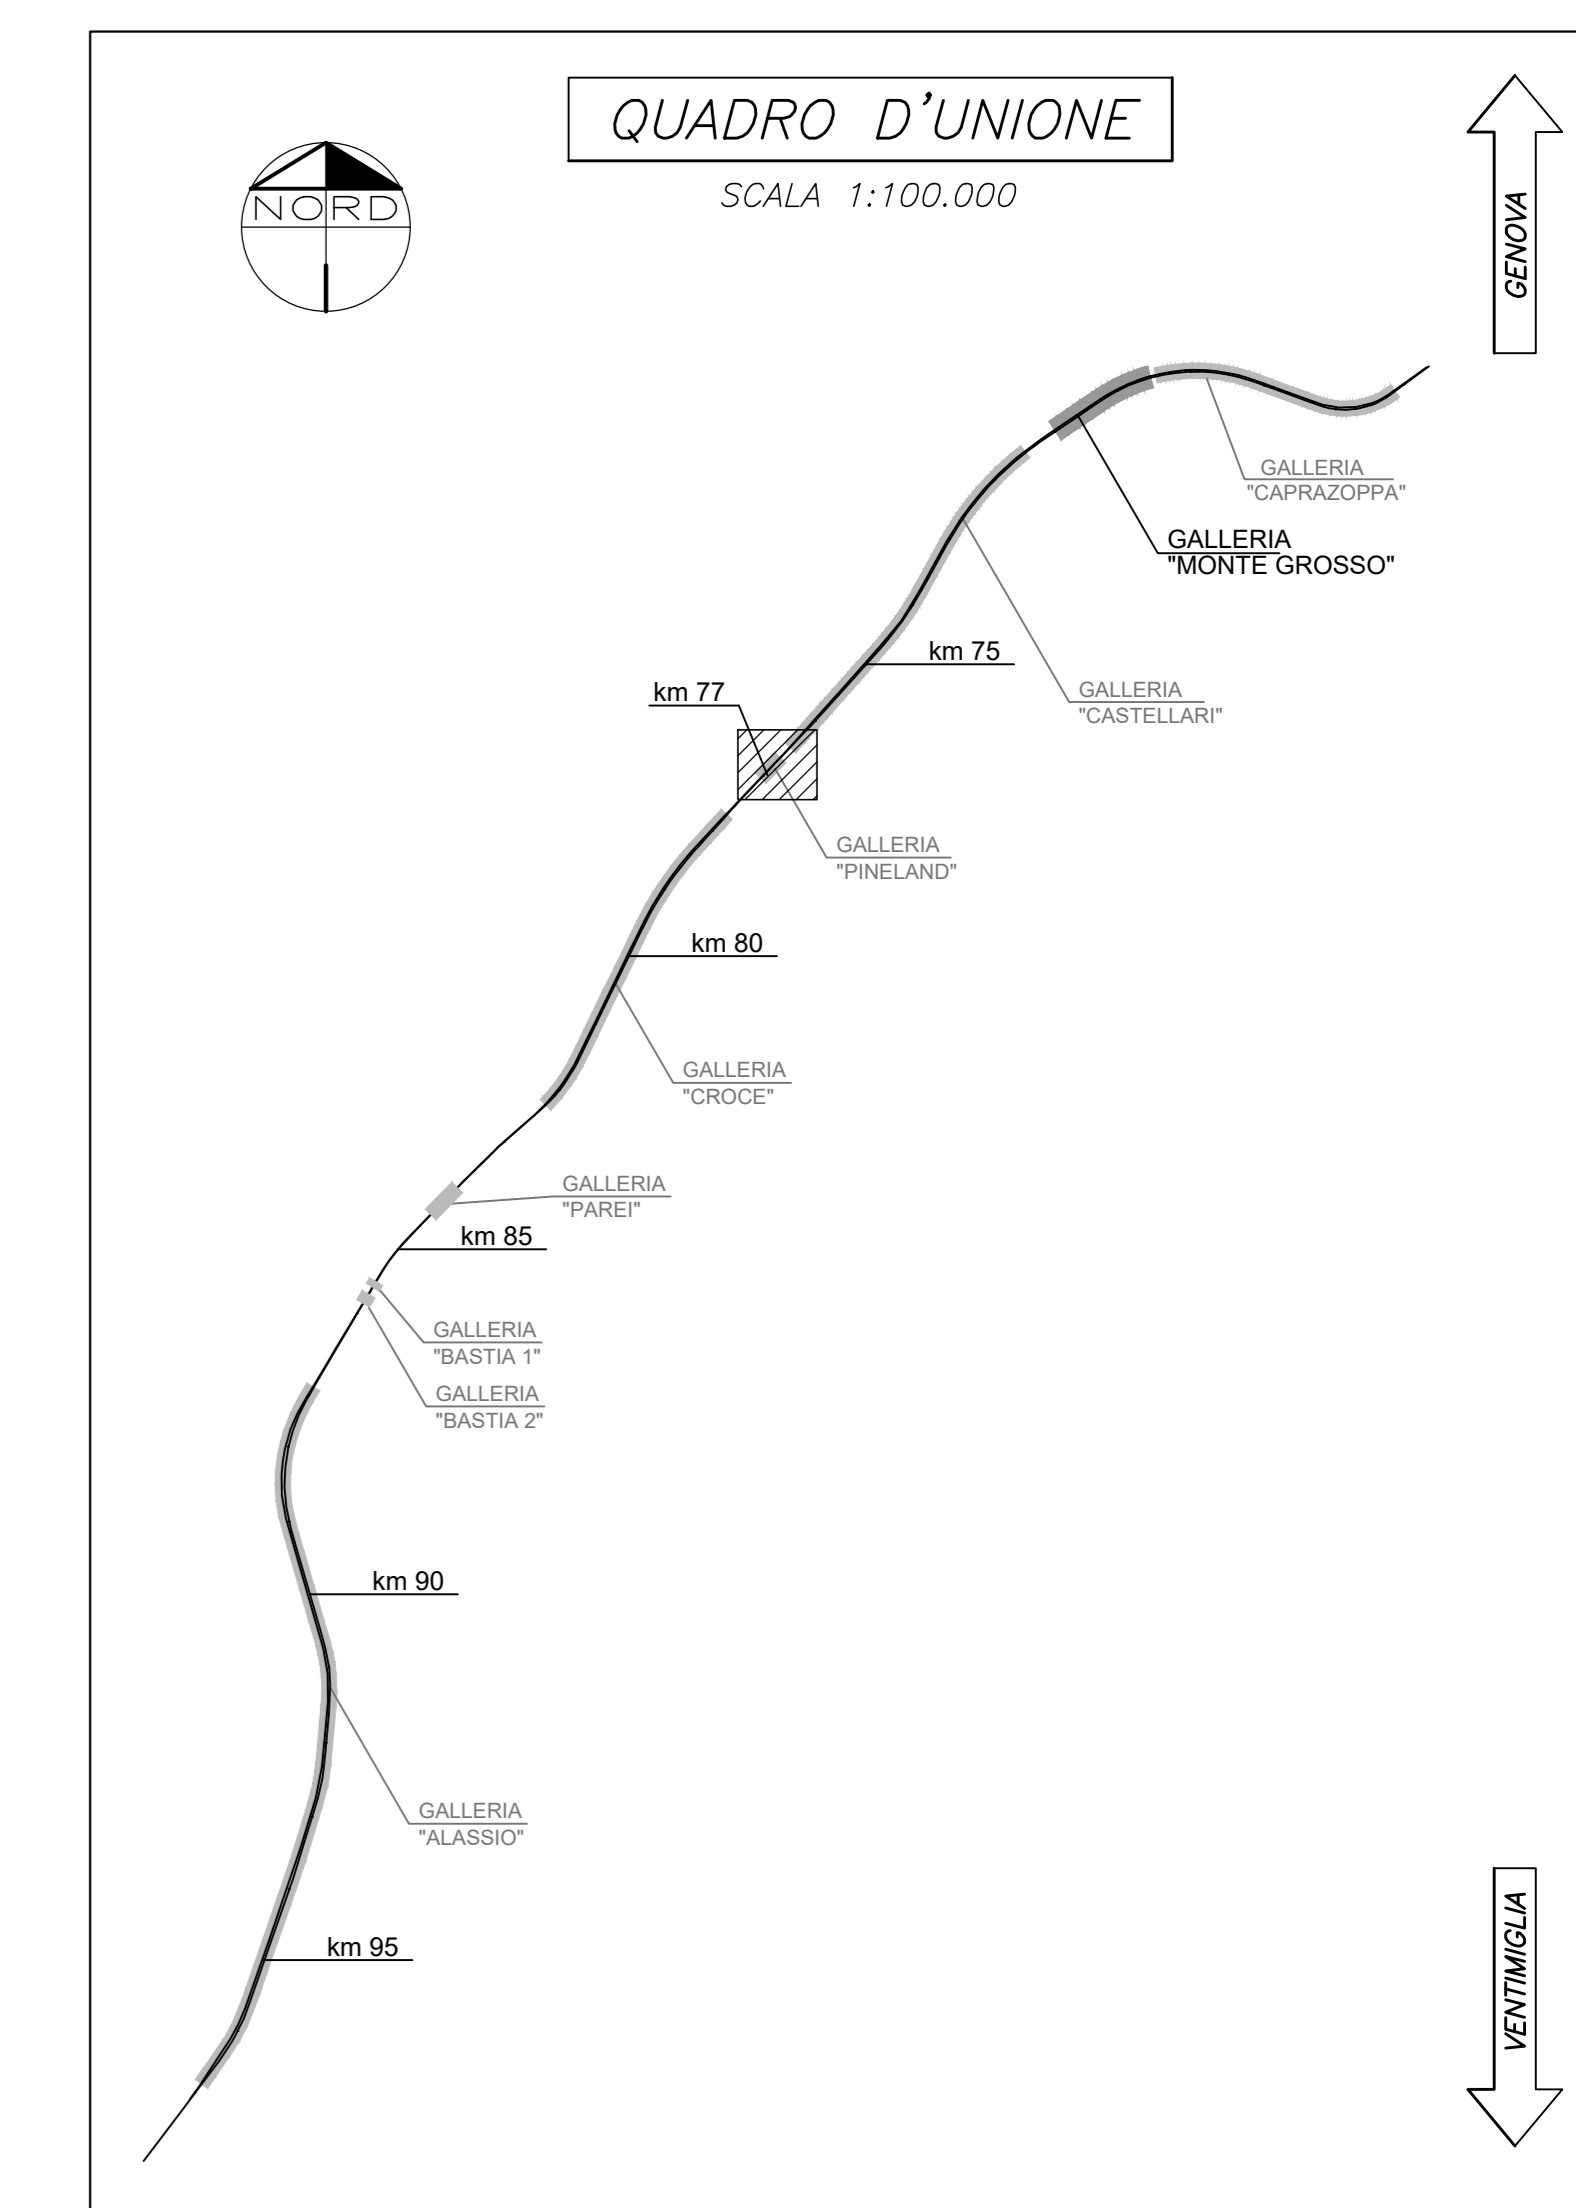 QUADRO D'UNIONE
SCALA 1:100.000
NORD
GENOVA
GALLERIA
"CAPRAZOPPA"
GALLERIA
"MONTE GROSSO"
km 75
km 77
GALLERIA
"CASTELLARI"
GALLERIA
"PINELAND"
km 80
GALLERIA
"CROCE"
GALLERIA
"PAREI"
km 85
GALLERIA
"BASTIA 1"
GALLERIA
"BASTIA 2"
km 90
GALLERIA
"ALASSIO"
km 95
VENTIMIGLIA